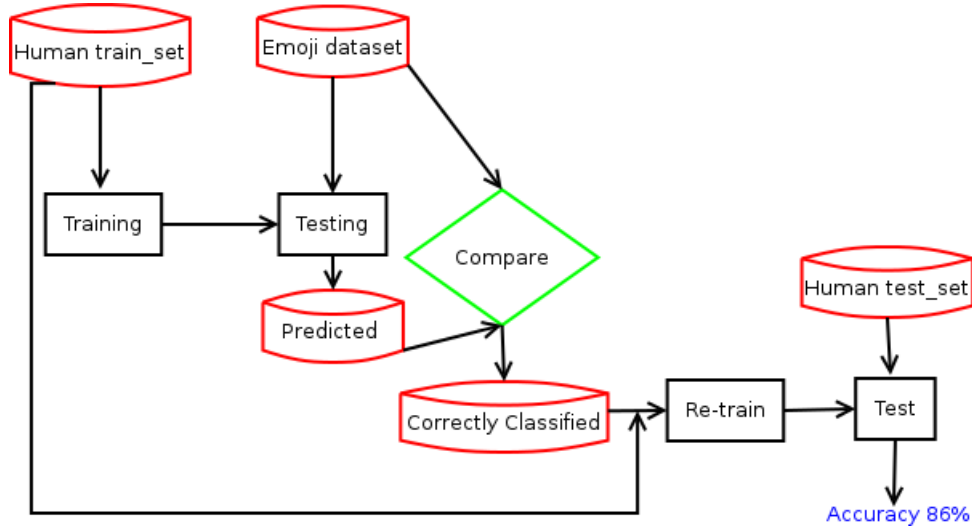 Human train_set
Emoji dataset
Training
Testing
Compare
Human test_set
Predicted
Correctly Classified
Re-train
Test
Accuracy 86%